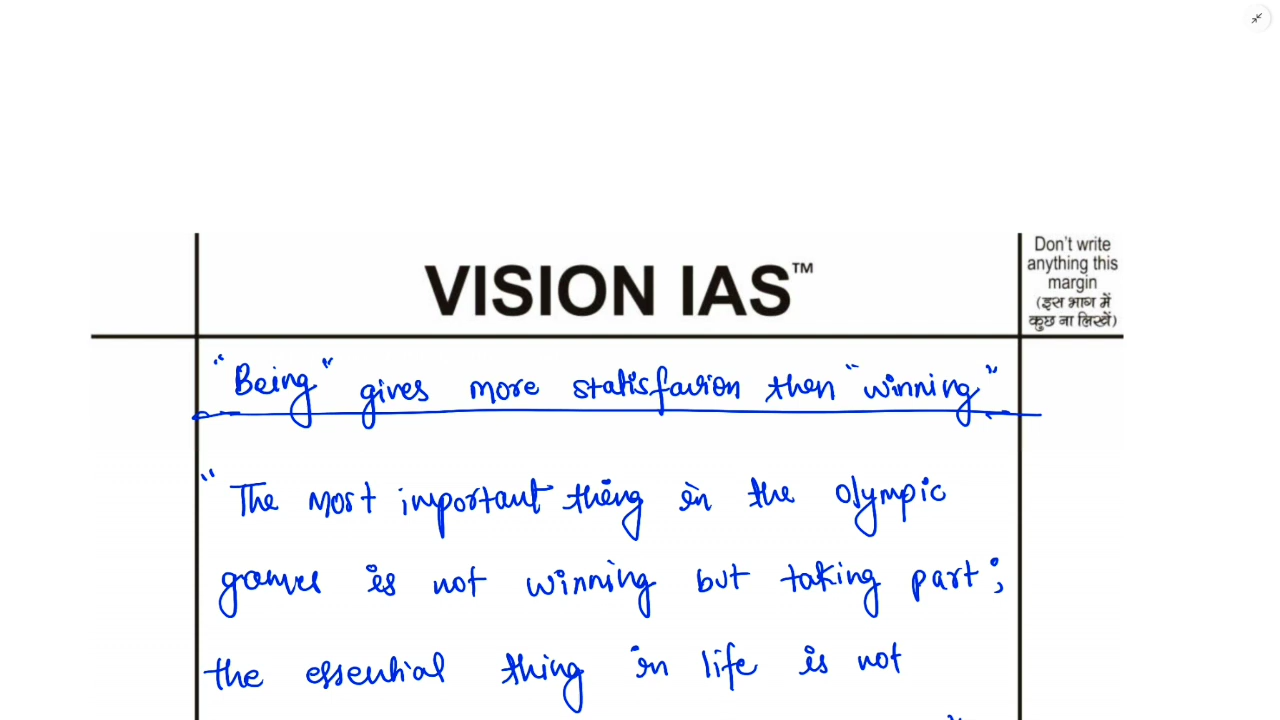 VISION IAS™
Don't write
anything this
margin
(इस भाग में
कुछ ना लिखें)
"Being" gives more statisfaction then "winning"
"The most important thing in the olympic
games is not winning but taking part;
the essential thing in life is not